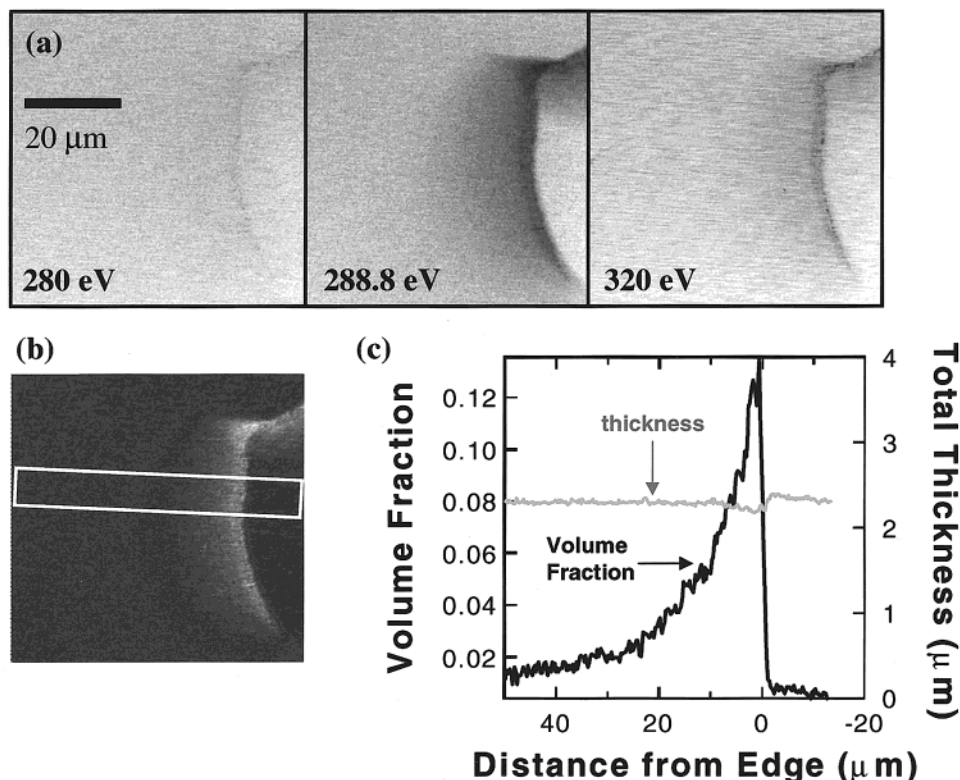 (a)
20 μm
280 eV
288.8 eV
320 eV
(b)
(c)
Volume Fraction
0.12
0.10
0.08
0.06
0.04
0.02
thickness
Volume
Fraction
4
3
2
1
0
Total Thickness (μm)
40
20
0
-20
Distance from Edge (μm)